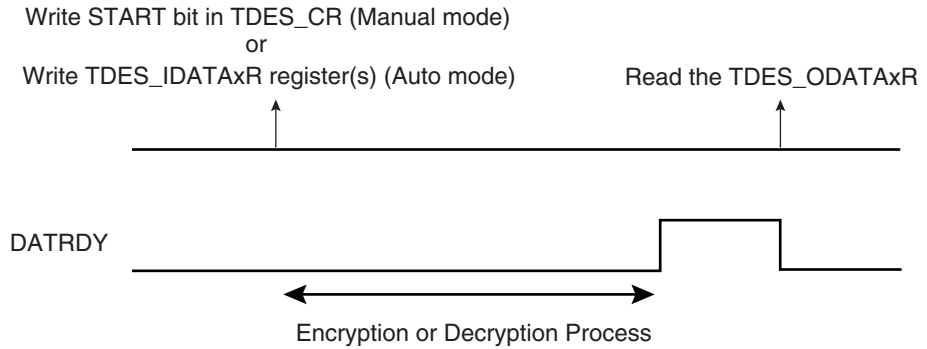 Write START bit in TDES_CR (Manual mode)
or
Write TDES_IDATAxR register(s) (Auto mode)
Read the TDES_ODATAxR
DATRDY
Encryption or Decryption Process